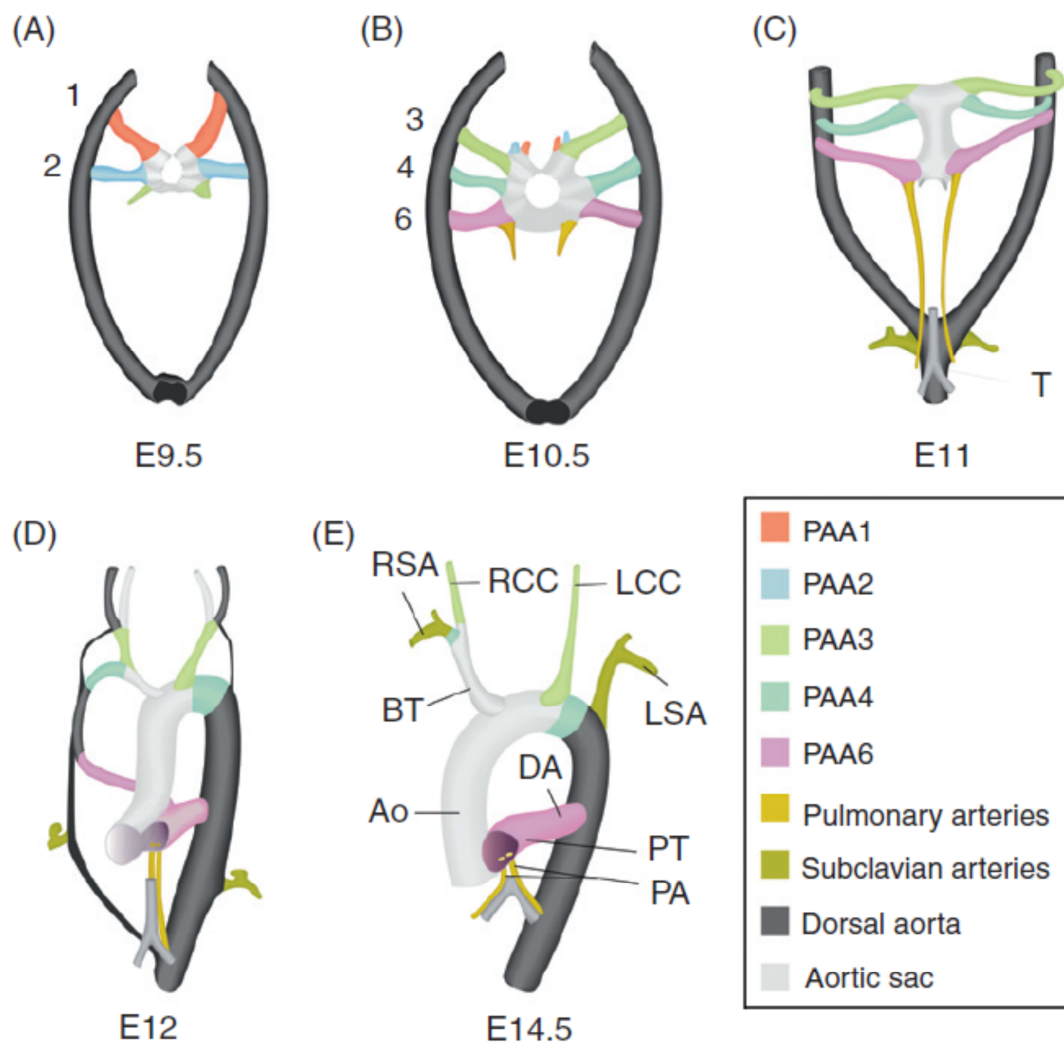 (A)
1
2
E9.5
(B)
3
4
6
E10.5
(C)
T
E11
(D)
E12
(E)
RSA
RCC
LCC
BT
LSA
DA
Ao
PT
PA
E14.5
PAA1
PAA2
PAA3
PAA4
PAA6
Pulmonary arteries
Subclavian arteries
Dorsal aorta
Aortic sac